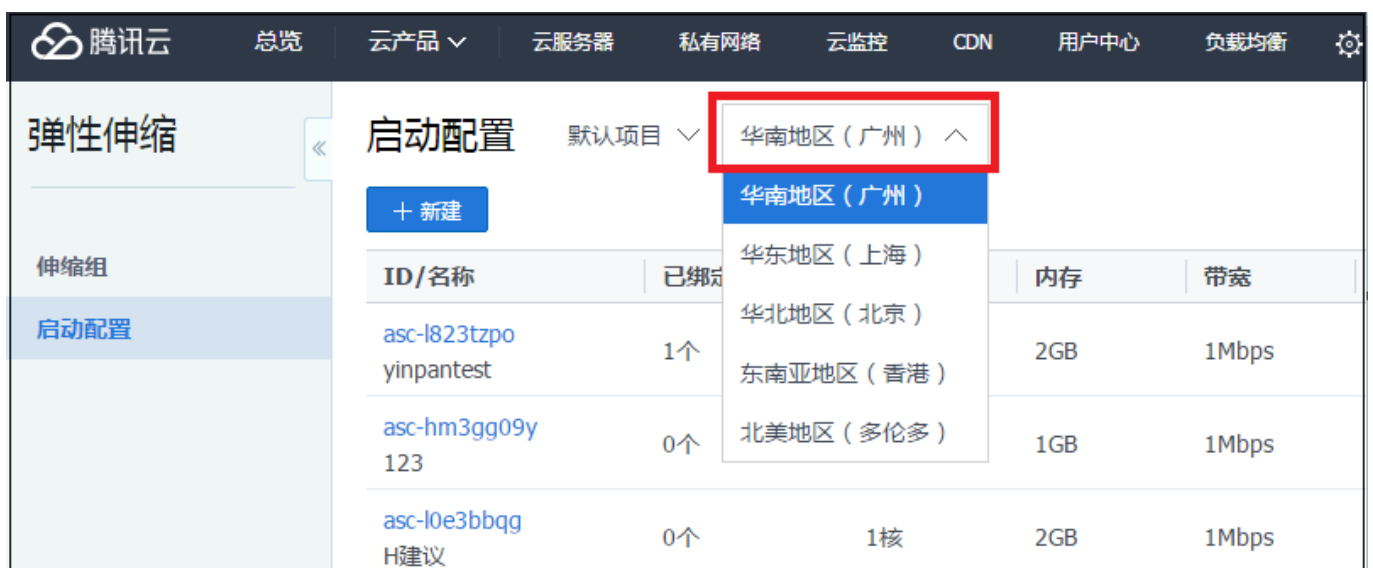 腾讯云 总览 云产品 云服务器 私有网络 云监控 CDN 用户中心 负载均衡
弹性伸缩
伸缩组
启动配置
启动配置 默认项目 华南地区（广州）
华南地区（广州）
华东地区（上海）
华北地区（北京）
东南亚地区（香港）
北美地区（多伦多）
＋新建
ID/名称 已绑定 内存 带宽
asc-l823tzpo
yinpantest
1个 2GB 1Mbps
asc-hm3gg09y
123
0个 1GB 1Mbps
asc-l0e3bbqg
H建议
0个 1核 2GB 1Mbps